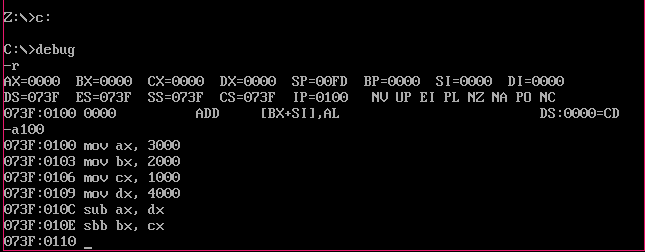 Z:\>c:
C:\>debug
-r
AX=0000 BX=0000 CX=0000 DX=0000 SP=00FD BP=0000 SI=0000 DI=0000
DS=073F ES=073F SS=073F CS=073F IP=0100 NV UP EI PL NZ NA PO NC
073F:0100 0000 ADD [BX+SI],AL DS:0000=CD
-a100
073F:0100 mov ax, 3000
073F:0103 mov bx, 2000
073F:0106 mov cx, 1000
073F:0109 mov dx, 4000
073F:010C sub ax, dx
073F:010E sbb bx, cx
073F:0110 _